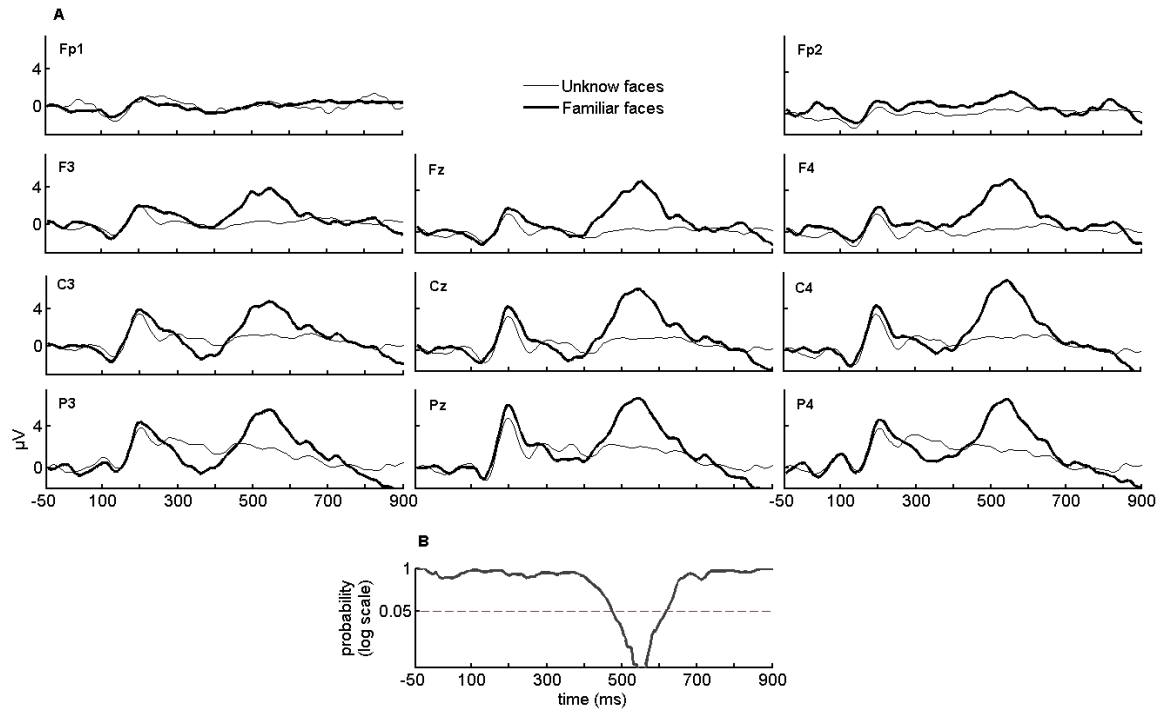 A
Fp1
4
0
Unknow faces
Familiar faces
Fp2
F3
4
0
Fz
F4
C3
4
0
Cz
C4
P3
4
0
µV
Pz
P4
-50 100 300 500 700 900
-50 100 300 500 700 900
B
1
0.05
probability
(log scale)
-50 100 300 500 700 900
time (ms)